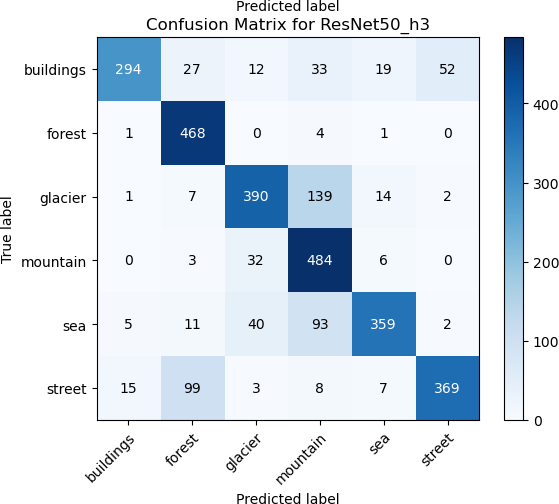 Predicted label
Confusion Matrix for ResNet50_h3
True label
buildings 294 27 12 33 19 52
forest 1 468 0 4 1 0
glacier 1 7 390 139 14 2
mountain 0 3 32 484 6 0
sea 5 11 40 93 359 2
street 15 99 3 8 7 369
buildings forest glacier mountain sea street
Predicted label
400
300
200
100
0